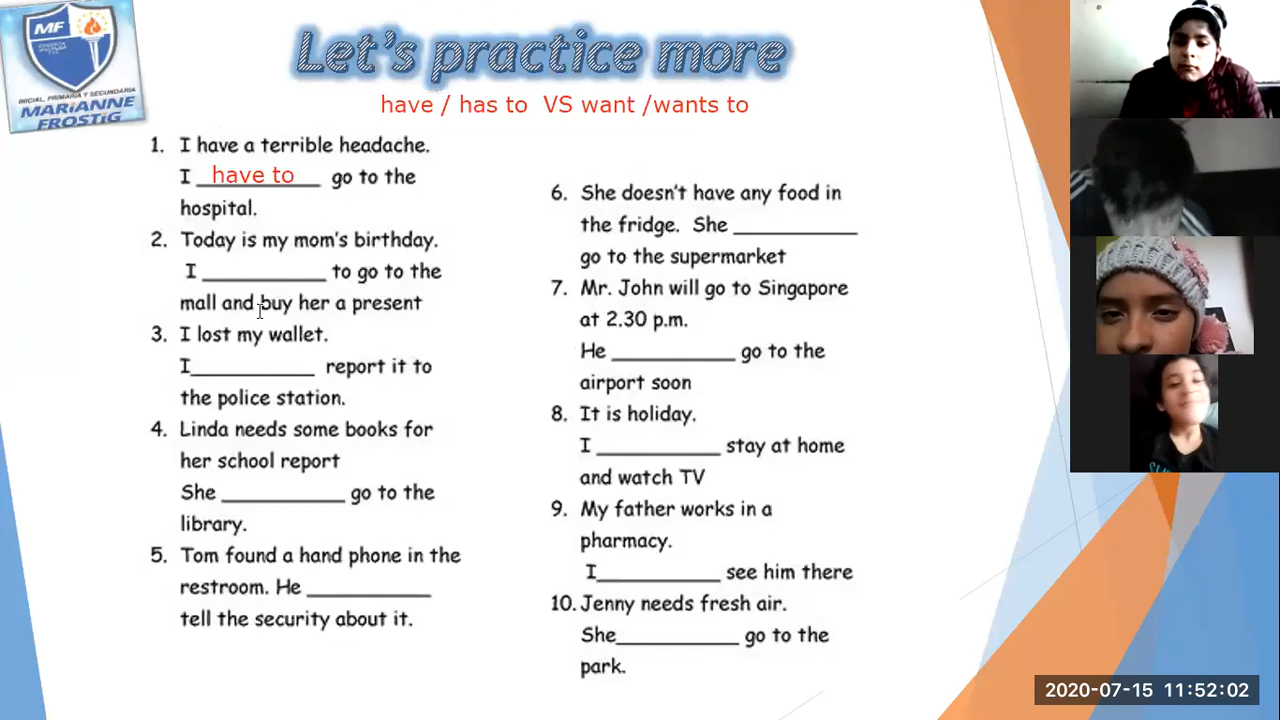 MF
INICIAL, PRIMARIA Y SECUNDARIA
MARiANNE
FROSTiG
Let's practice more
have / has to VS want /wants to
1. I have a terrible headache.
I have to go to the
hospital.
2. Today is my mom's birthday.
I ____________ to go to the
mall and buy her a present
3. I lost my wallet.
I____________ report it to
the police station.
4. Linda needs some books for
her school report
She ____________ go to the
library.
5. Tom found a hand phone in the
restroom. He ____________
tell the security about it.
6. She doesn't have any food in
the fridge. She ____________
go to the supermarket
7. Mr. John will go to Singapore
at 2.30 p.m.
He ____________ go to the
airport soon
8. It is holiday.
I ____________ stay at home
and watch TV
9. My father works in a
pharmacy.
I____________ see him there
10. Jenny needs fresh air.
She____________ go to the
park.
2020-07-15 11:52:02